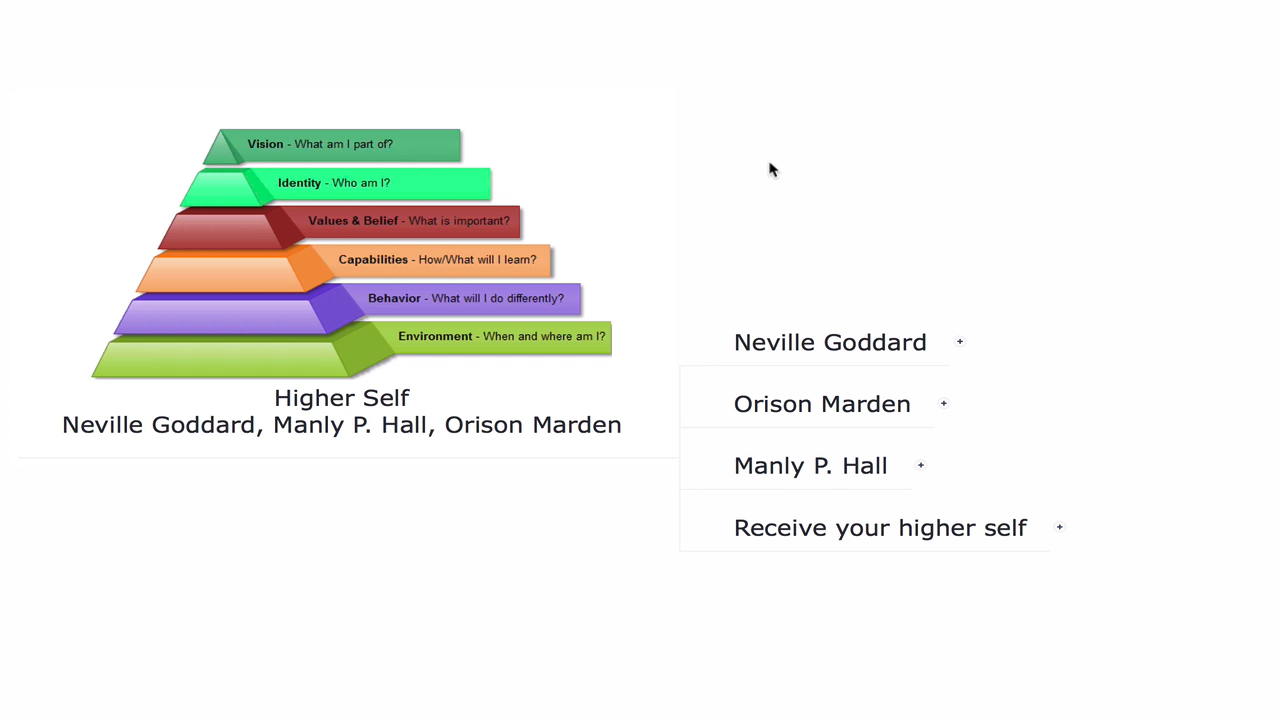 Vision - What am I part of?
Identity - Who am I?
Values & Belief - What is important?
Capabilities - How/What will I learn?
Behavior - What will I do differently?
Environment - When and where am I?
Higher Self
Neville Goddard, Manly P. Hall, Orison Marden
Neville Goddard
Orison Marden
Manly P. Hall
Receive your higher self